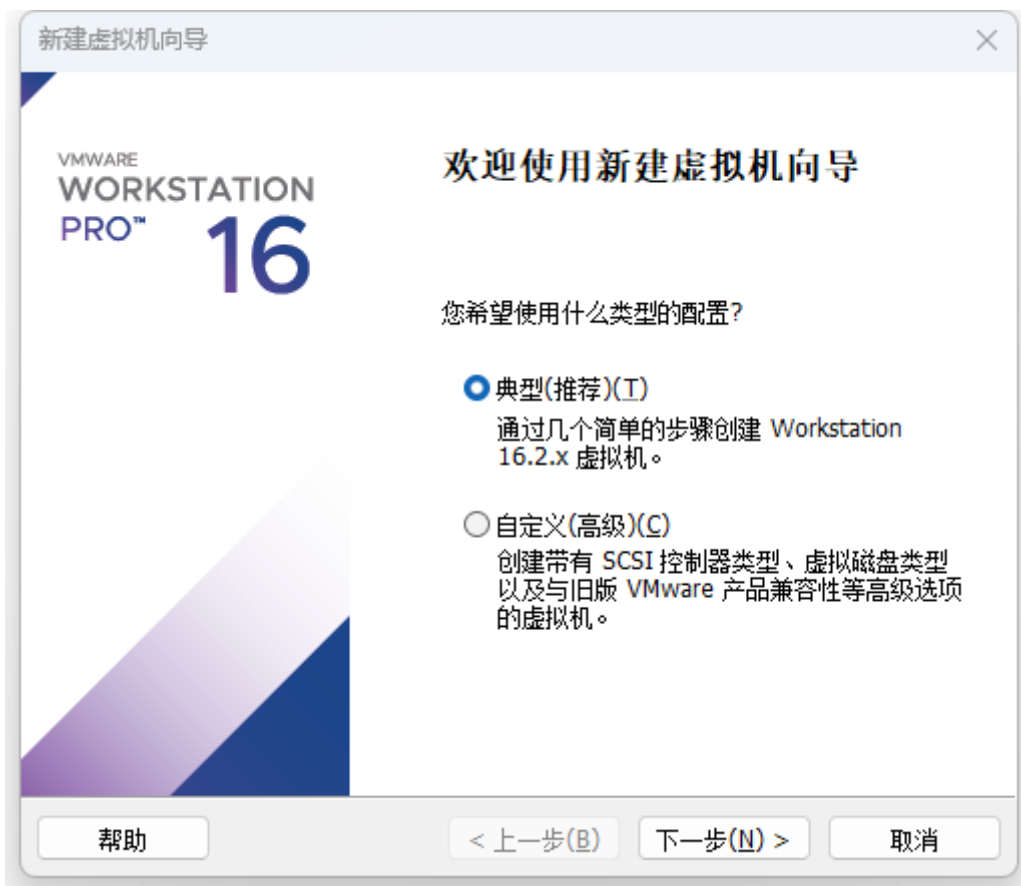 新建虚拟机向导
VMWARE
WORKSTATION
PRO™
16
欢迎使用新建虚拟机向导
您希望使用什么类型的配置?
典型(推荐)(T)
通过几个简单的步骤创建 Workstation
16.2.x 虚拟机。
自定义(高级)(C)
创建带有 SCSI 控制器类型、虚拟磁盘类型
以及与旧版 VMware 产品兼容性等高级选项
的虚拟机。
帮助
< 上一步(B)
下一步(N) >
取消